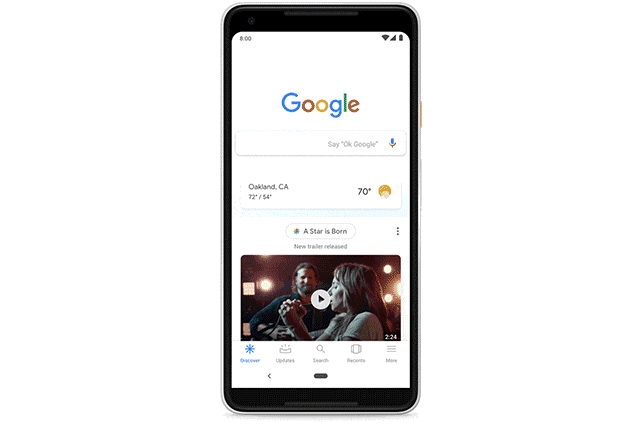 8:00
Google
Say "Ok Google"
Oakland, CA
72° / 54°
70°
A Star is Born
New trailer released
2:24
Discover
Updates
Search
Recents
More